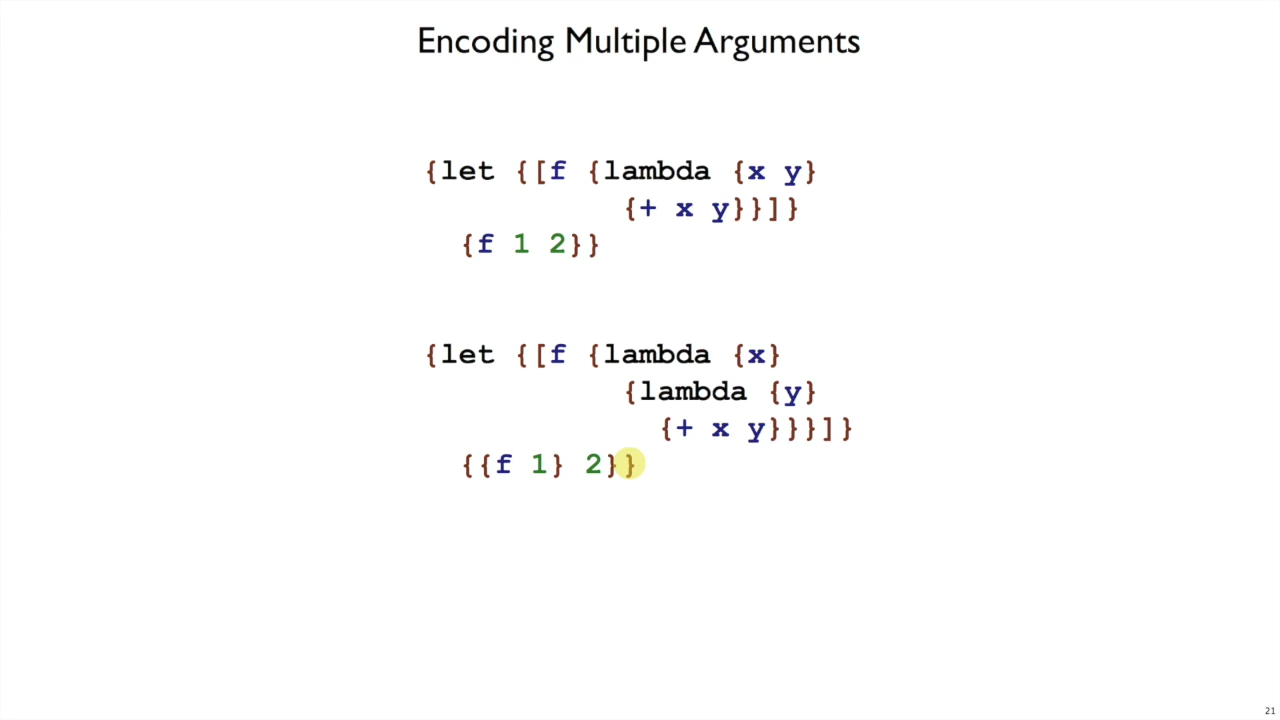 Encoding Multiple Arguments
{let {[f {lambda {x y}
{+ x y}}]}
{f 1 2}}
{let {[f {lambda {x}
{lambda {y}
{+ x y}}}]}
{{f 1} 2}}
21